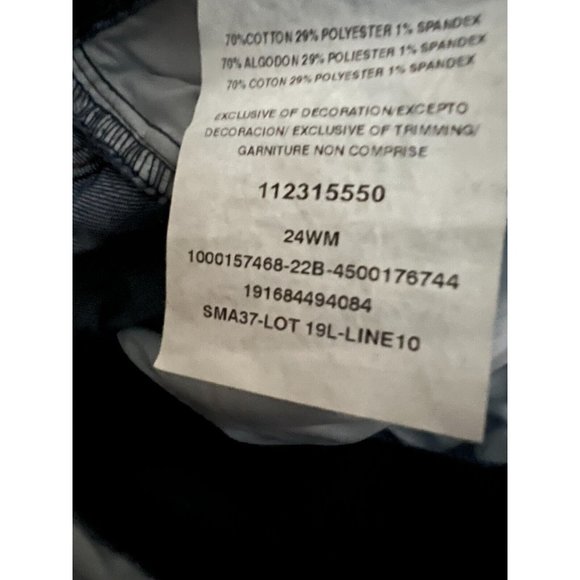 70%COTTON 29% POLYESTER 1% SPANDEX
70% ALGODON 29% POLIESTER 1% SPANDEX
70% COTON 29% POLYESTER 1% SPANDEX
EXCLUSIVE OF DECORATION/EXCEPTO
DECORACION/ EXCLUSIVE OF TRIMMING/
GARNITURE NON COMPRISE
112315550
24WM
1000157468-22B-4500176744
191684494084
SMA37-LOT 19L-LINE10